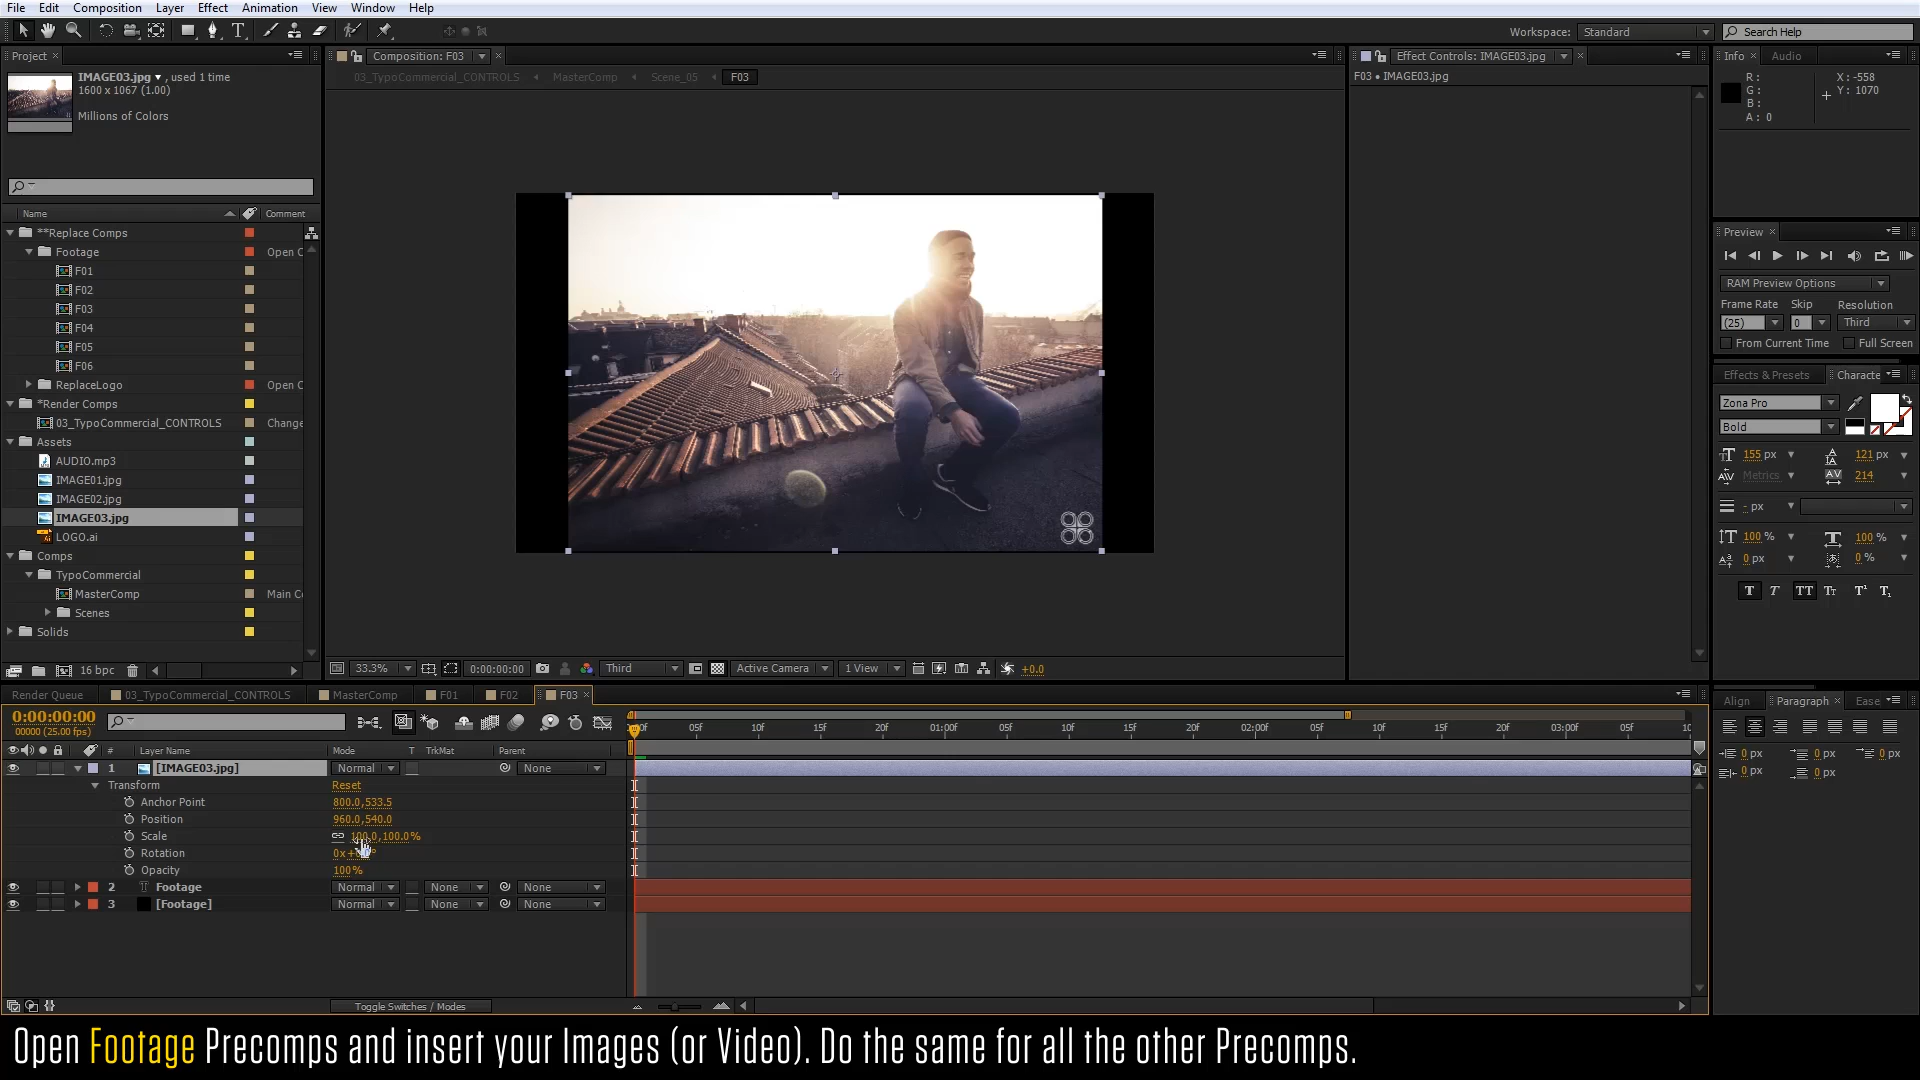 File Edit Composition Layer Effect Animation View Window Help
Workspace: Standard Search Help
Project
Composition: F03
Effect Controls: IMAGE03.jpg
Info Audio
IMAGE03.jpg , used 1 time
1600 x 1067 (1.00)
Millions of Colors
03_TypoCommercial_CONTROLS MasterComp Scene_05 F03
F03 • IMAGE03.jpg
R :
G :
B :
A : 0
X : -558
Y : 1070
Name Comment
**Replace Comps
Footage Open C
F01
F02
F03
F04
F05
F06
ReplaceLogo Open C
*Render Comps
03_TypoCommercial_CONTROLS Change
Assets
AUDIO.mp3
IMAGE01.jpg
IMAGE02.jpg
IMAGE03.jpg
LOGO.ai
Comps
TypoCommercial
MasterComp Main Co
Scenes
Solids
16 bpc
33.3% 0:00:00:00 Third Active Camera 1 View +0.0
Preview
RAM Preview Options
Frame Rate Skip Resolution
(25) 0 Third
From Current Time Full Screen
Effects & Presets Characte
Zona Pro
Bold
155 px 121 px
Metrics 214
- px
100 % 100 %
0 px 0 %
T T TT Tt T¹ T₁
Render Queue 03_TypoCommercial_CONTROLS MasterComp F01 F02 F03
0:00:00:00
00000 (25.00 fps)
:00f 05f 10f 15f 20f 01:00f 05f 10f 15f 20f 02:00f 05f 10f 15f 20f 03:00f 05f 10
# Layer Name Mode T TrkMat Parent
1 [IMAGE03.jpg] Normal None
Transform Reset
Anchor Point 800.0,533.5
Position 960.0,540.0
Scale 100.0,100.0%
Rotation 0x
Opacity 100%
2 Footage Normal None None
3 [Footage] Normal None None
Toggle Switches / Modes
Align Paragraph Ease
0 px 0 px 0 px
0 px 0 px
Open Footage Precomps and insert your Images (or Video). Do the same for all the other Precomps.